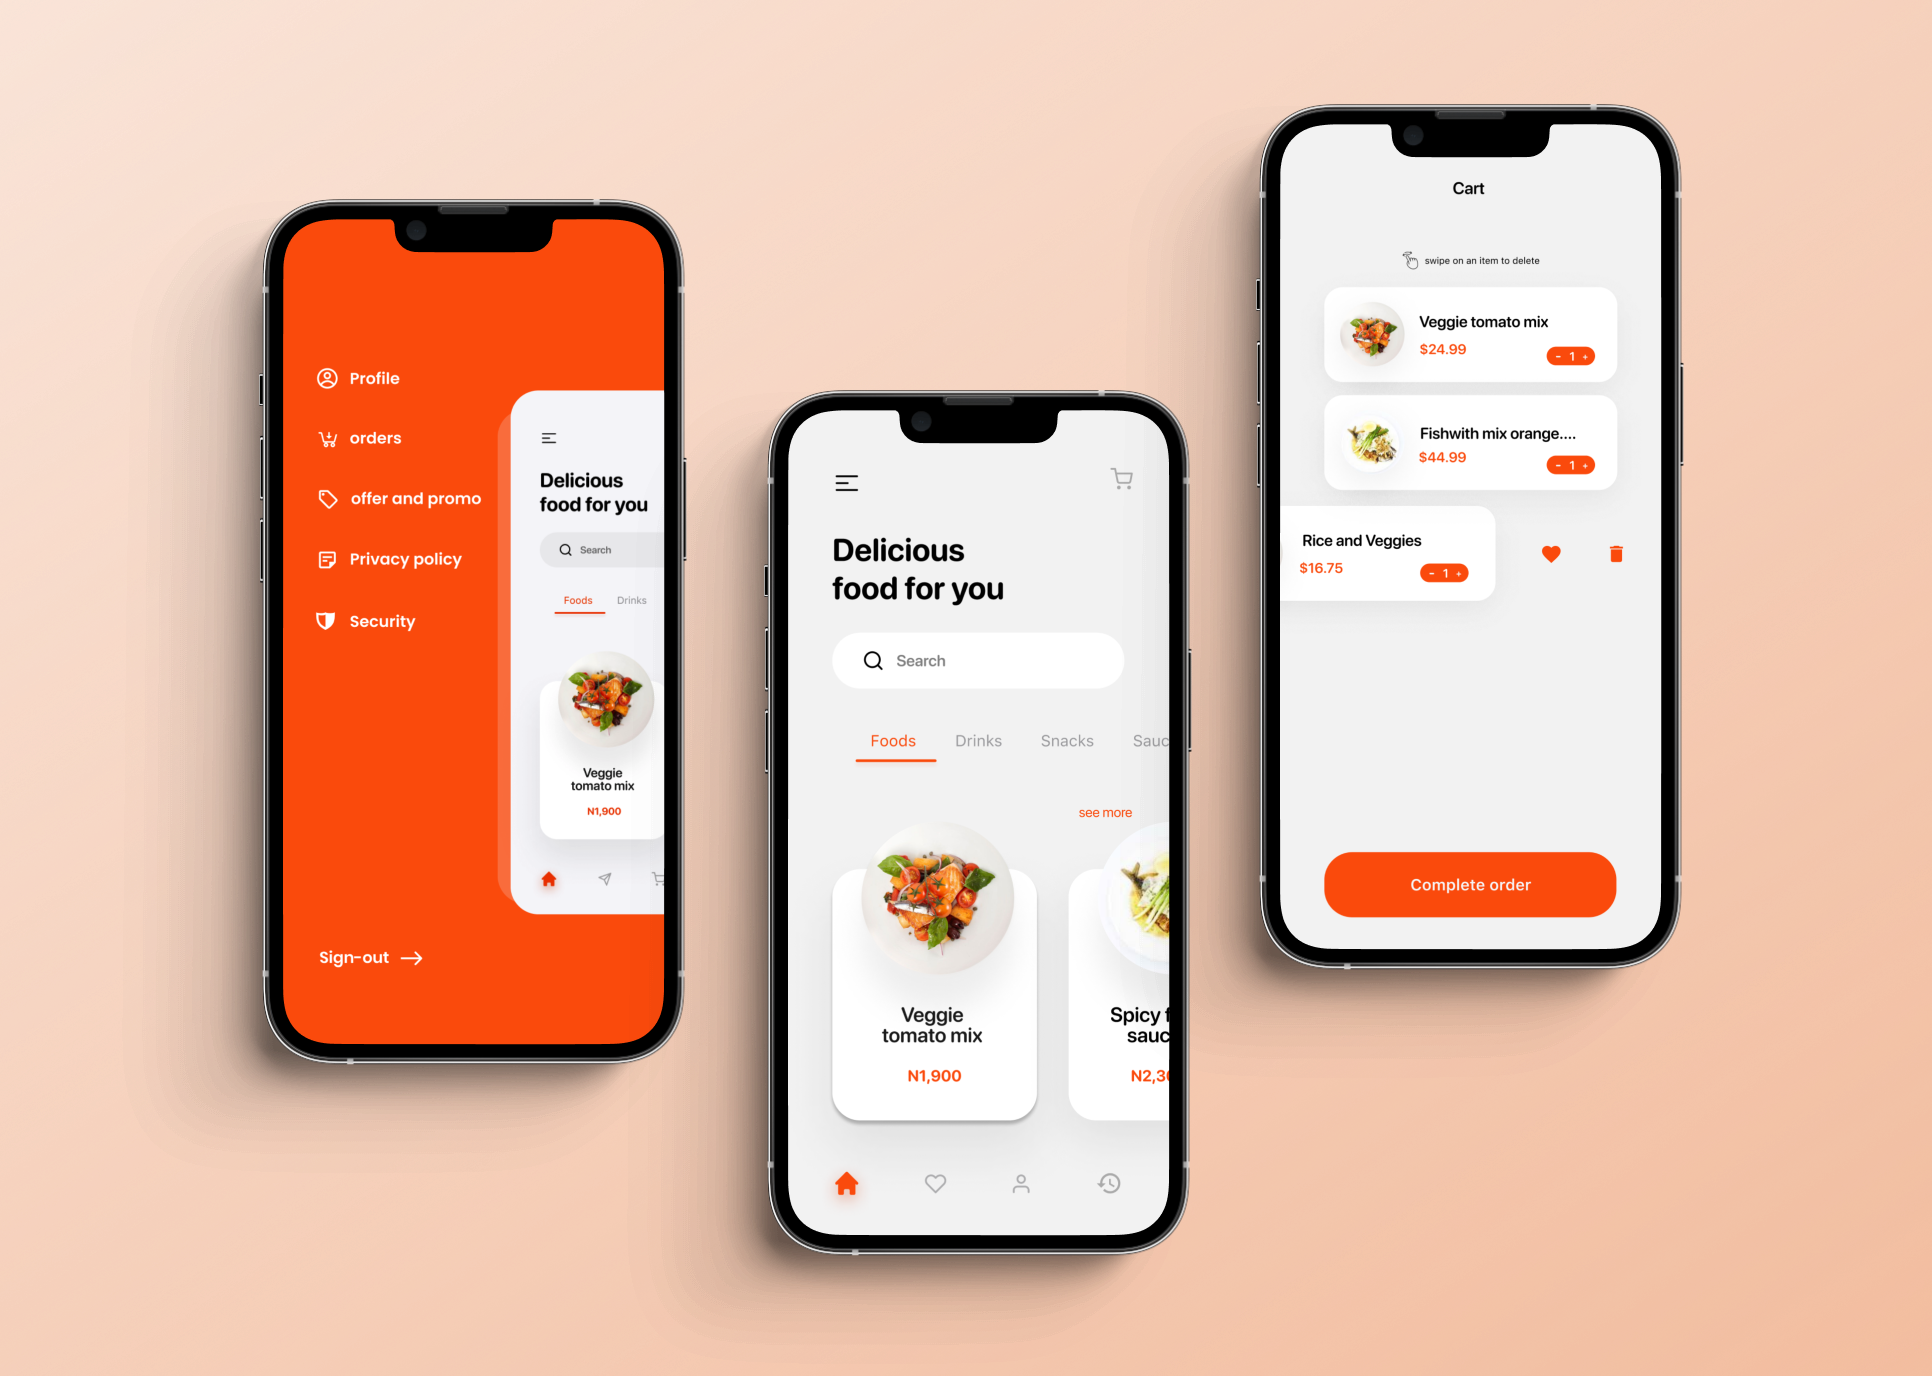 Profile
orders
offer and promo
Privacy policy
Security
Sign-out
Delicious
food for you
Search
Foods Drinks
Veggie
tomato mix
N1,900
Delicious
food for you
Search
Foods Drinks Snacks Sauc
see more
Veggie
tomato mix
N1,900
Spicy f
sauc
N2,3
Cart
swipe on an item to delete
Veggie tomato mix
$24.99
- 1 +
Fishwith mix orange....
$44.99
- 1 +
Rice and Veggies
$16.75
- 1 +
Complete order